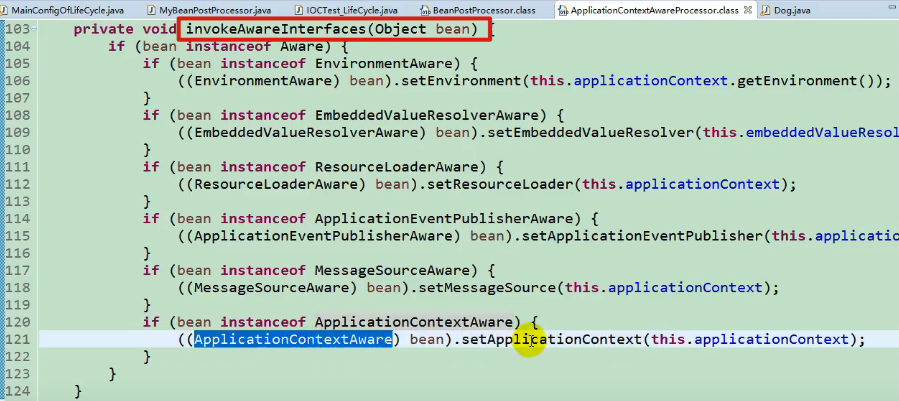 MainConfigOfLifeCycle.java MyBeanPostProcessor.java IOCTest_LifeCycle.java BeanPostProcessor.class ApplicationContextAwareProcessor.class Dog.java
103 private void invokeAwareInterfaces(Object bean) {
104 if (bean instanceof Aware) {
105 if (bean instanceof EnvironmentAware) {
106 ((EnvironmentAware) bean).setEnvironment(this.applicationContext.getEnvironment());
107 }
108 if (bean instanceof EmbeddedValueResolverAware) {
109 ((EmbeddedValueResolverAware) bean).setEmbeddedValueResolver(this.embeddedValueResol
110 }
111 if (bean instanceof ResourceLoaderAware) {
112 ((ResourceLoaderAware) bean).setResourceLoader(this.applicationContext);
113 }
114 if (bean instanceof ApplicationEventPublisherAware) {
115 ((ApplicationEventPublisherAware) bean).setApplicationEventPublisher(this.application
116 }
117 if (bean instanceof MessageSourceAware) {
118 ((MessageSourceAware) bean).setMessageSource(this.applicationContext);
119 }
120 if (bean instanceof ApplicationContextAware) {
121 ((ApplicationContextAware) bean).setApplicationContext(this.applicationContext);
122 }
123 }
124 }